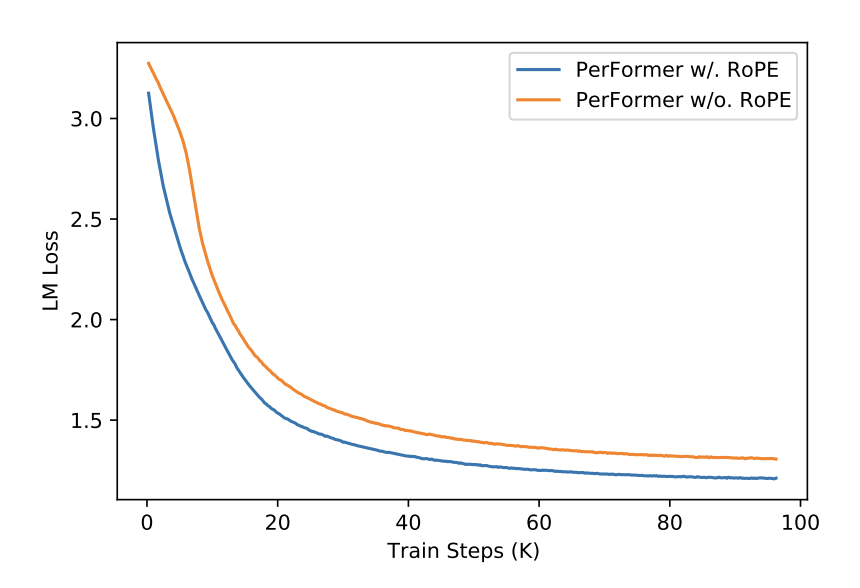 PerFormer w/. RoPE
PerFormer w/o. RoPE
3.0
2.5
2.0
1.5
LM Loss
0 20 40 60 80 100
Train Steps (K)